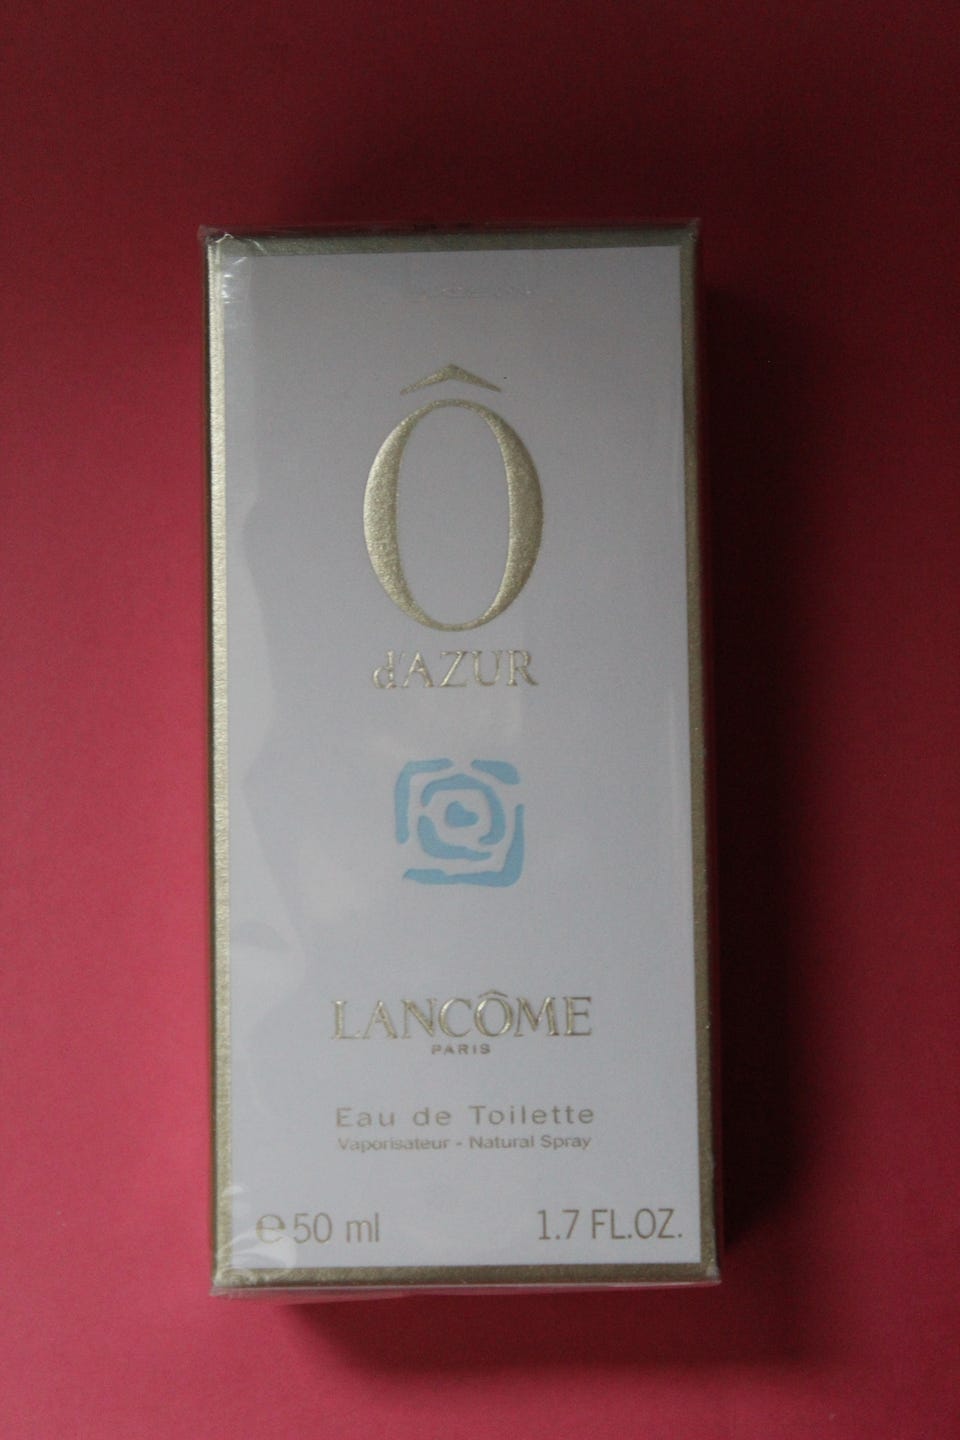 Ô
d'AZUR
LANCÔME
PARIS
Eau de Toilette
Vaporisateur - Natural Spray
℮ 50 ml 1.7 FL.OZ.